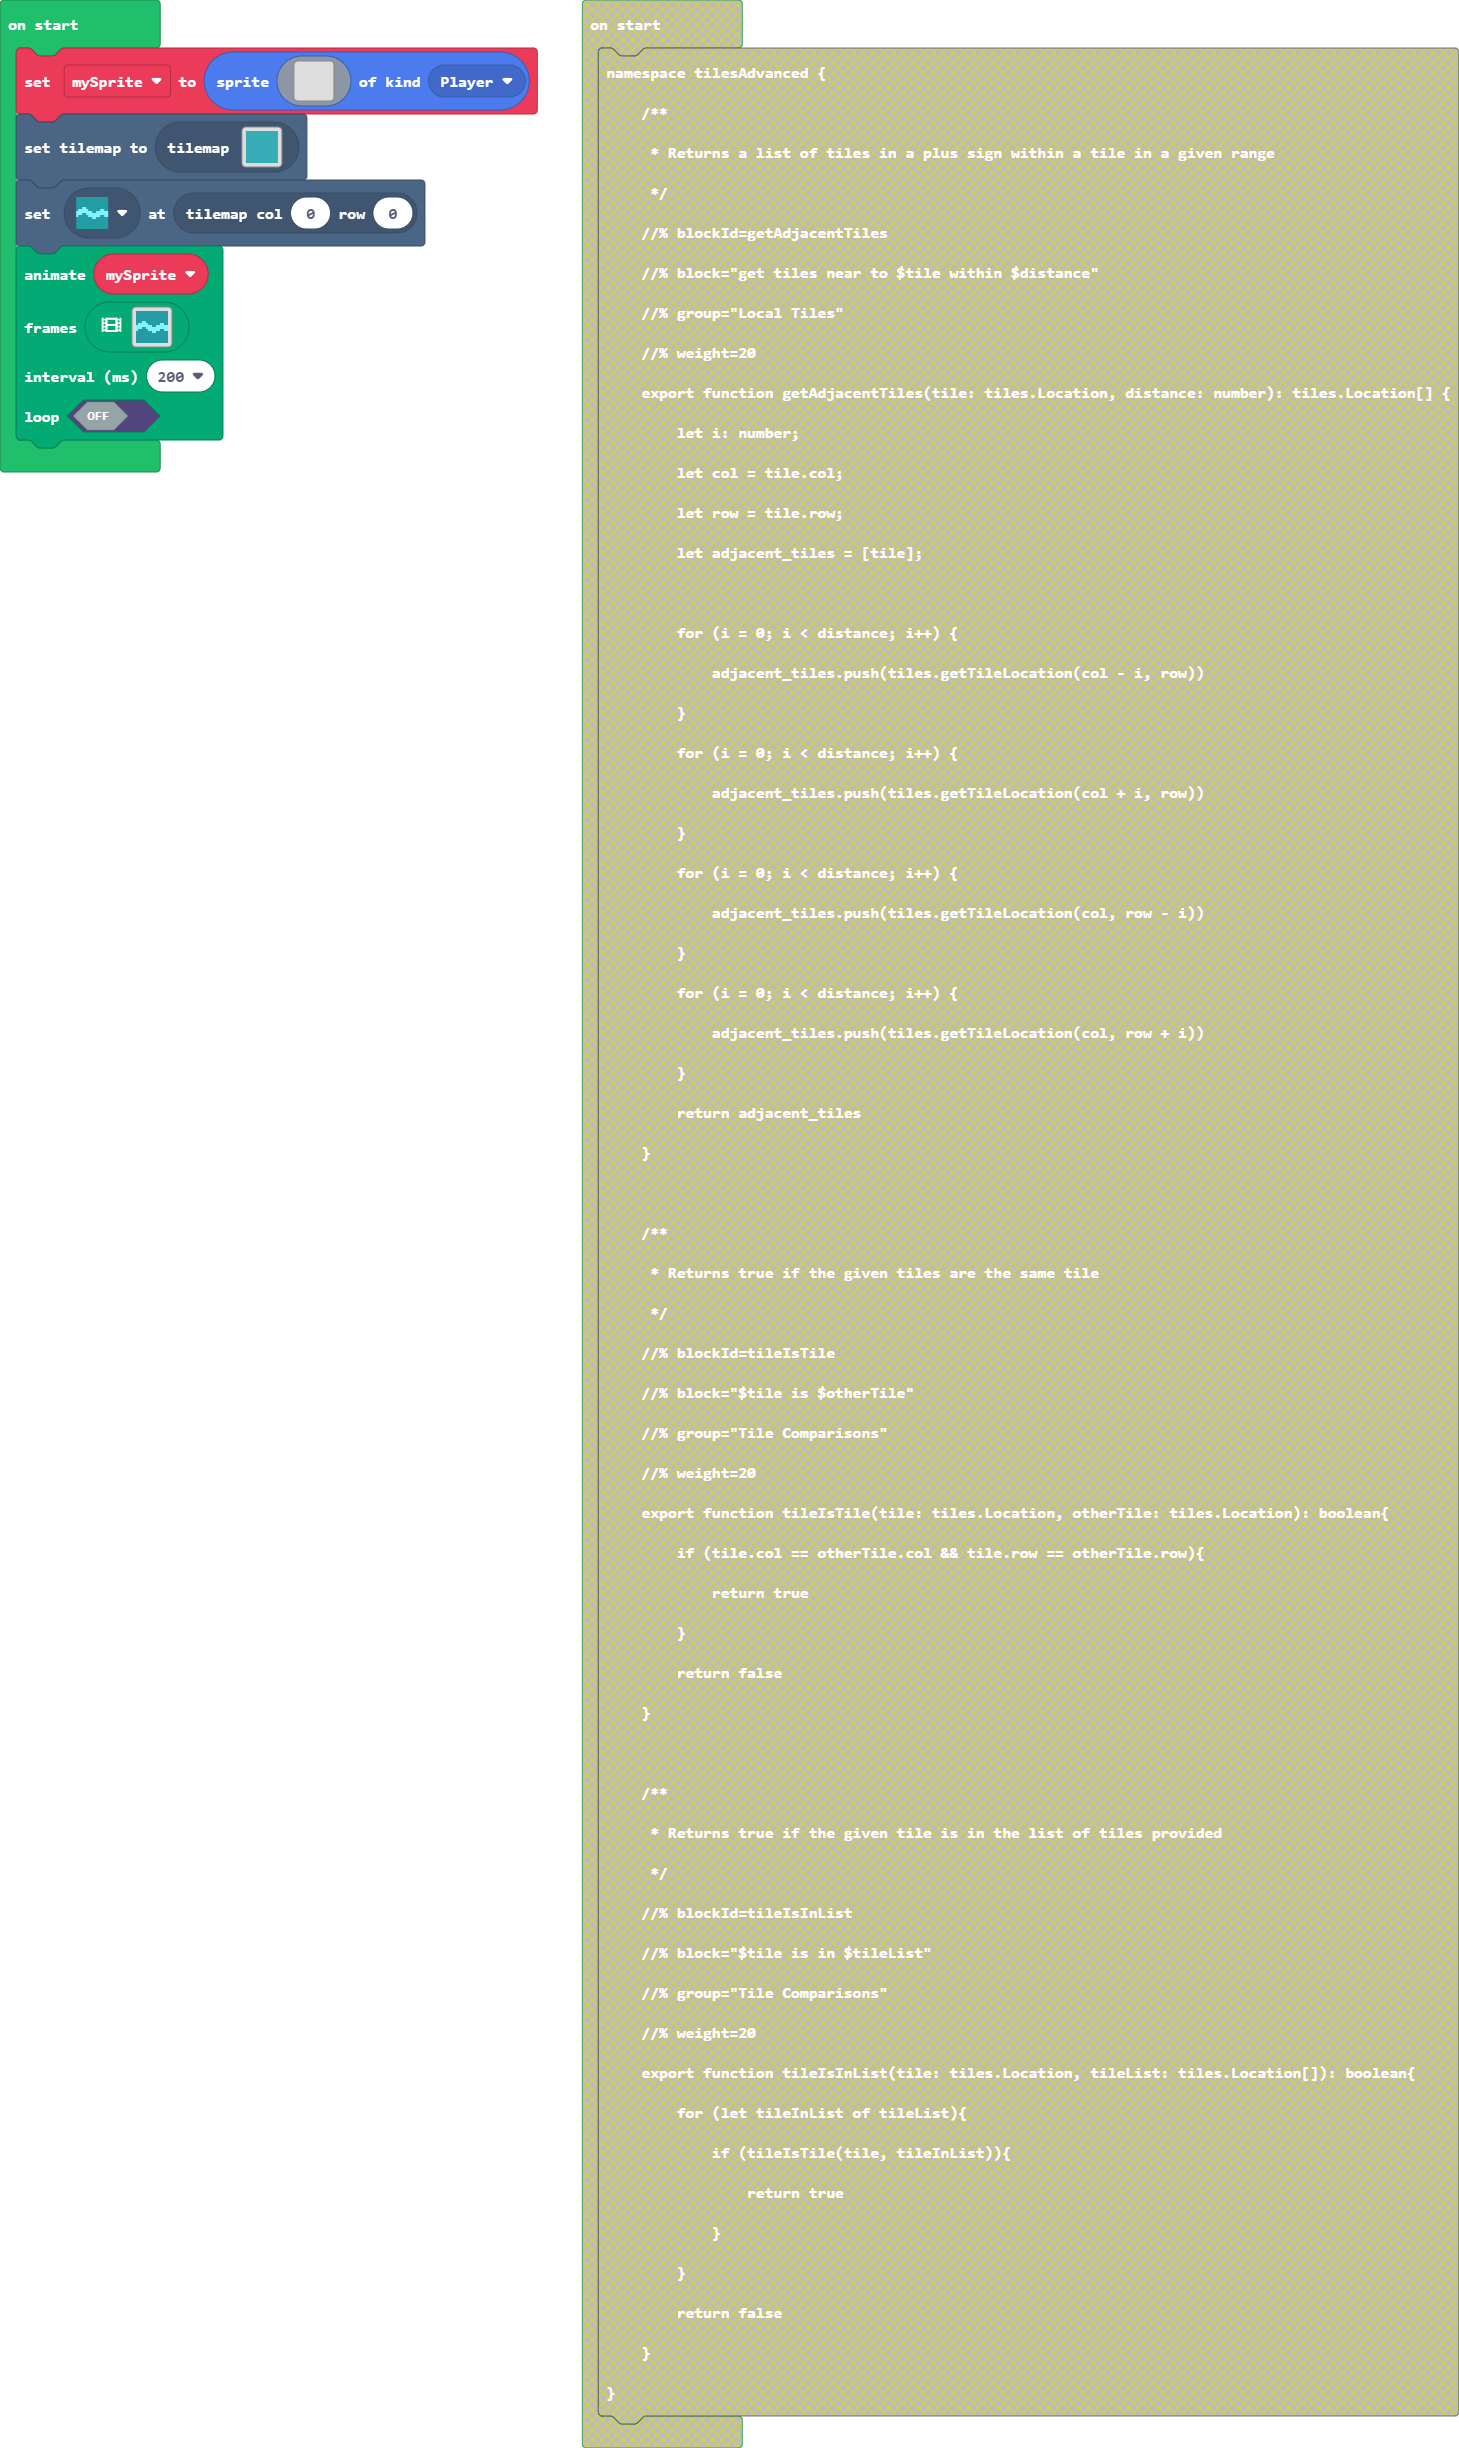 on start
set mySprite to sprite of kind Player
set tilemap to tilemap
set at tilemap col 0 row 0
animate mySprite
frames
interval (ms) 200
loop OFF
on start
namespace tilesAdvanced {
/**
* Returns a list of tiles in a plus sign within a tile in a given range
*/
//% blockId=getAdjacentTiles
//% block="get tiles near to $tile within $distance"
//% group="Local Tiles"
//% weight=20
export function getAdjacentTiles(tile: tiles.Location, distance: number): tiles.Location[] {
let i: number;
let col = tile.col;
let row = tile.row;
let adjacent_tiles = [tile];
for (i = 0; i < distance; i++) {
adjacent_tiles.push(tiles.getTileLocation(col - i, row))
}
for (i = 0; i < distance; i++) {
adjacent_tiles.push(tiles.getTileLocation(col + i, row))
}
for (i = 0; i < distance; i++) {
adjacent_tiles.push(tiles.getTileLocation(col, row - i))
}
for (i = 0; i < distance; i++) {
adjacent_tiles.push(tiles.getTileLocation(col, row + i))
}
return adjacent_tiles
}
/**
* Returns true if the given tiles are the same tile
*/
//% blockId=tileIsTile
//% block="$tile is $otherTile"
//% group="Tile Comparisons"
//% weight=20
export function tileIsTile(tile: tiles.Location, otherTile: tiles.Location): boolean{
if (tile.col == otherTile.col && tile.row == otherTile.row){
return true
}
return false
}
/**
* Returns true if the given tile is in the list of tiles provided
*/
//% blockId=tileIsInList
//% block="$tile is in $tileList"
//% group="Tile Comparisons"
//% weight=20
export function tileIsInList(tile: tiles.Location, tileList: tiles.Location[]): boolean{
for (let tileInList of tileList){
if (tileIsTile(tile, tileInList)){
return true
}
}
return false
}
}